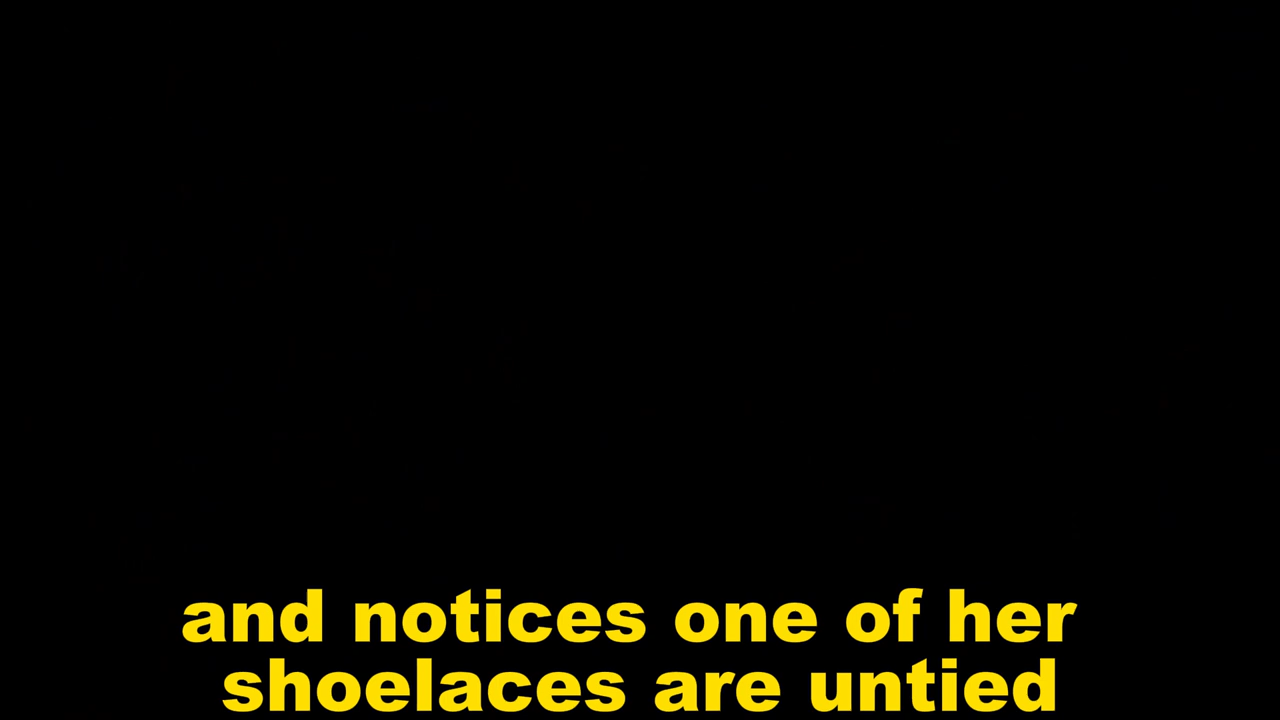 and notices one of her
shoelaces are untied